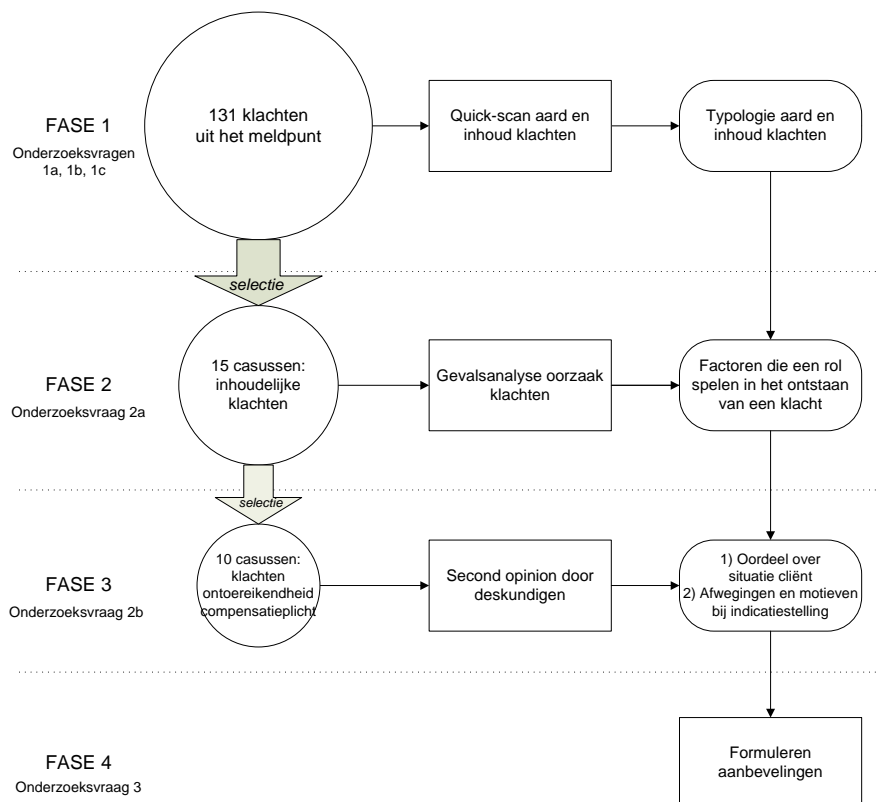 FASE 1
Onderzoeksvragen
1a, 1b, 1c
131 klachten
uit het meldpunt
Quick-scan aard en
inhoud klachten
Typologie aard en
inhoud klachten
selectie
FASE 2
Onderzoeksvraag 2a
15 casussen:
inhoudelijke
klachten
Gevalsanalyse oorzaak
klachten
Factoren die een rol
spelen in het ontstaan
van een klacht
selectie
FASE 3
Onderzoeksvraag 2b
10 casussen:
klachten
ontoereikendheid
compensatieplicht
Second opinion door
deskundigen
1) Oordeel over
situatie cliënt
2) Afwegingen en motieven
bij indicatiestelling
FASE 4
Onderzoeksvraag 3
Formuleren
aanbevelingen